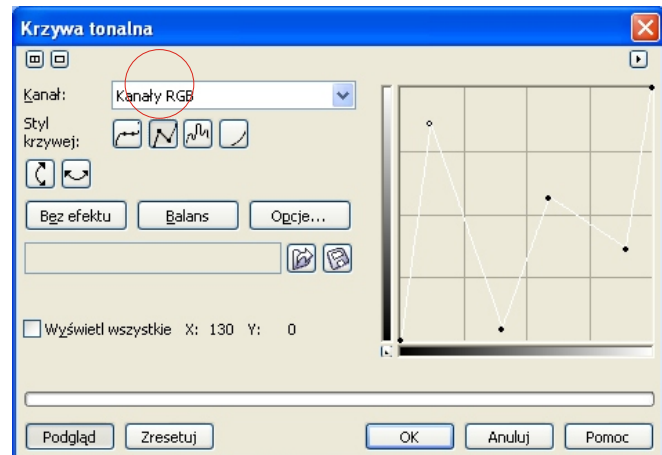 Krzywa tonalna
Kanał: Kanały RGB
Styl
krzywej:
Bez efektu Balans Opcje...
Wyświetl wszystkie X: 130 Y: 0
Podgląd Zresetuj OK Anuluj Pomoc